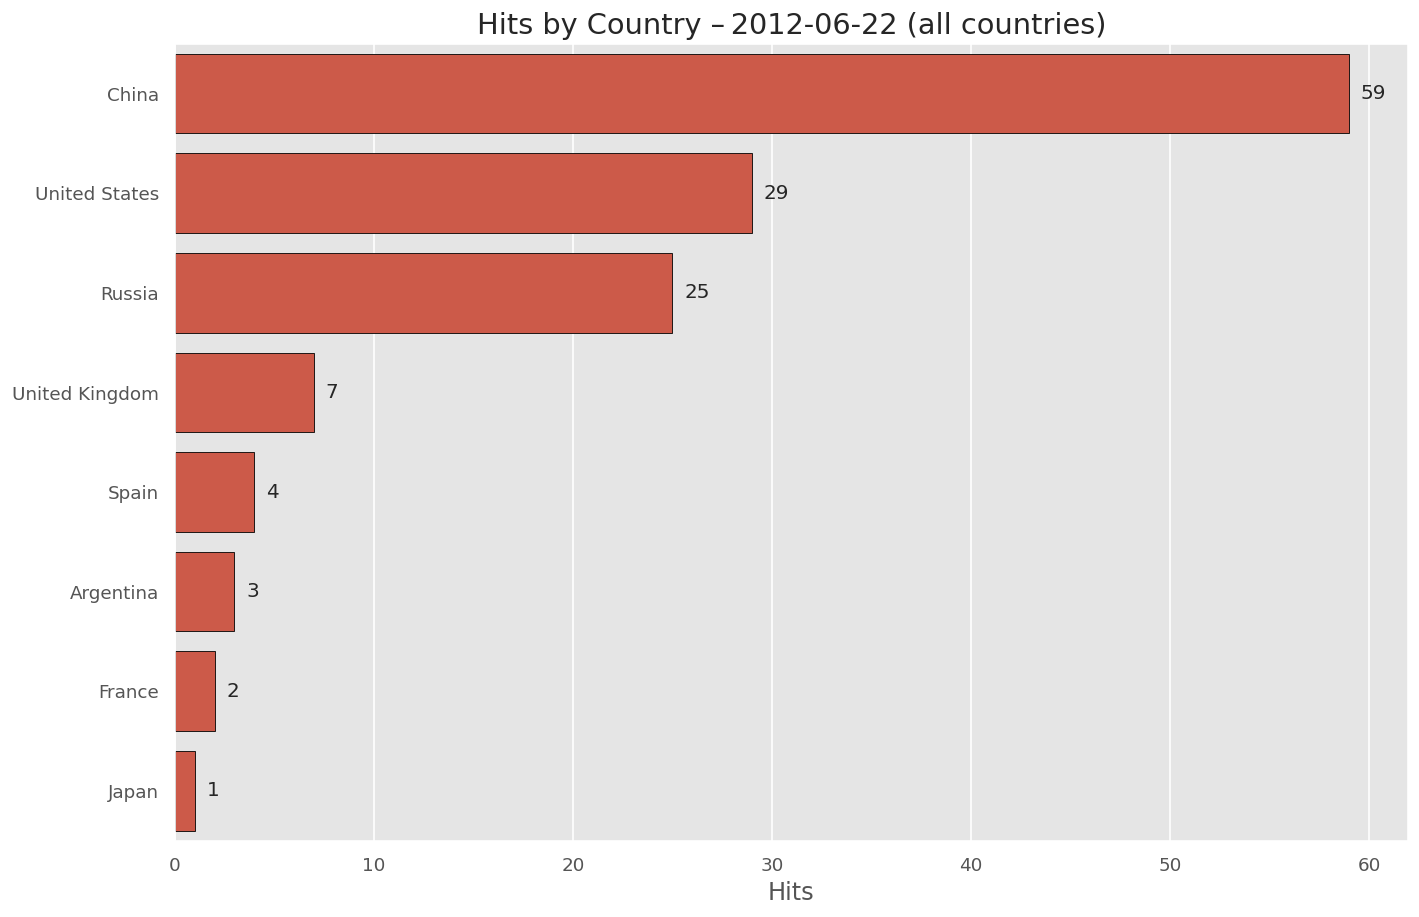 Hits by Country – 2012-06-22 (all countries)
China 59
United States 29
Russia 25
United Kingdom 7
Spain 4
Argentina 3
France 2
Japan 1
0 10 20 30 40 50 60
Hits